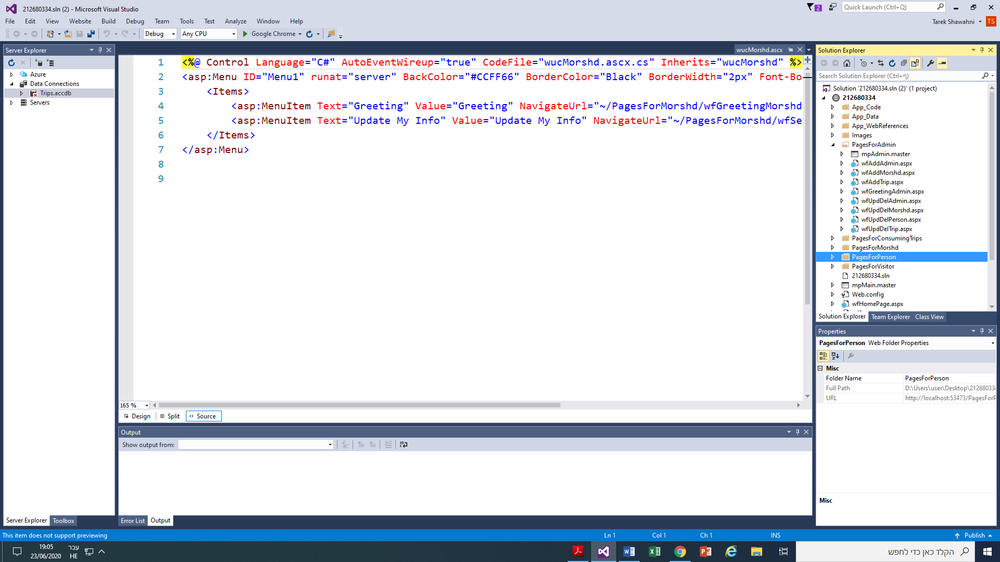 212680334.sln (2) - Microsoft Visual Studio
2
Quick Launch (Ctrl+Q)
File Edit View Website Build Debug Team Tools Test Analyze Window Help
Tarek Shawahni TS
Debug Any CPU Google Chrome
Server Explorer
Azure
Data Connections
Trips.accdb
Servers
wucMorshd.ascx
1 <%@ Control Language="C#" AutoEventWireup="true" CodeFile="wucMorshd.ascx.cs" Inherits="wucMorshd" %>
2 <asp:Menu ID="Menu1" runat="server" BackColor="#CCFF66" BorderColor="Black" BorderWidth="2px" Font-Bo
3 <Items>
4 <asp:MenuItem Text="Greeting" Value="Greeting" NavigateUrl="~/PagesForMorshd/wfGreetingMorshd
5 <asp:MenuItem Text="Update My Info" Value="Update My Info" NavigateUrl="~/PagesForMorshd/wfSe
6 </Items>
7 </asp:Menu>
8
9
165 %
Design Split Source
Output
Show output from:
Server Explorer Toolbox
Error List Output
Solution Explorer
Search Solution Explorer (Ctrl+ח)
Solution '212680334.sln (2)' (1 project)
212680334
App_Code
App_Data
App_WebReferences
Images
PagesForAdmin
mpAdmin.master
wfAddAdmin.aspx
wfAddMorshd.aspx
wfAddTrip.aspx
wfGreetingAdmin.aspx
wfUpdDelAdmin.aspx
wfUpdDelMorshd.aspx
wfUpdDelPerson.aspx
wfUpdDelTrip.aspx
PagesForConsumingTrips
PagesForMorshd
PagesForPerson
PagesForVisitor
212680334.sln
mpMain.master
Web.config
wfHomePage.aspx
Solution Explorer Team Explorer Class View
Properties
PagesForPerson Web Folder Properties
Misc
Folder Name PagesForPerson
Full Path D:\Users\user\Desktop\212680334
URL http://localhost:53473/PagesForP
Misc
This item does not support previewing
Ln 1 Col 1 Ch 1 INS
Publish
19:05
23/06/2020
עבר
HE
הקלד כאן כדי לחפש